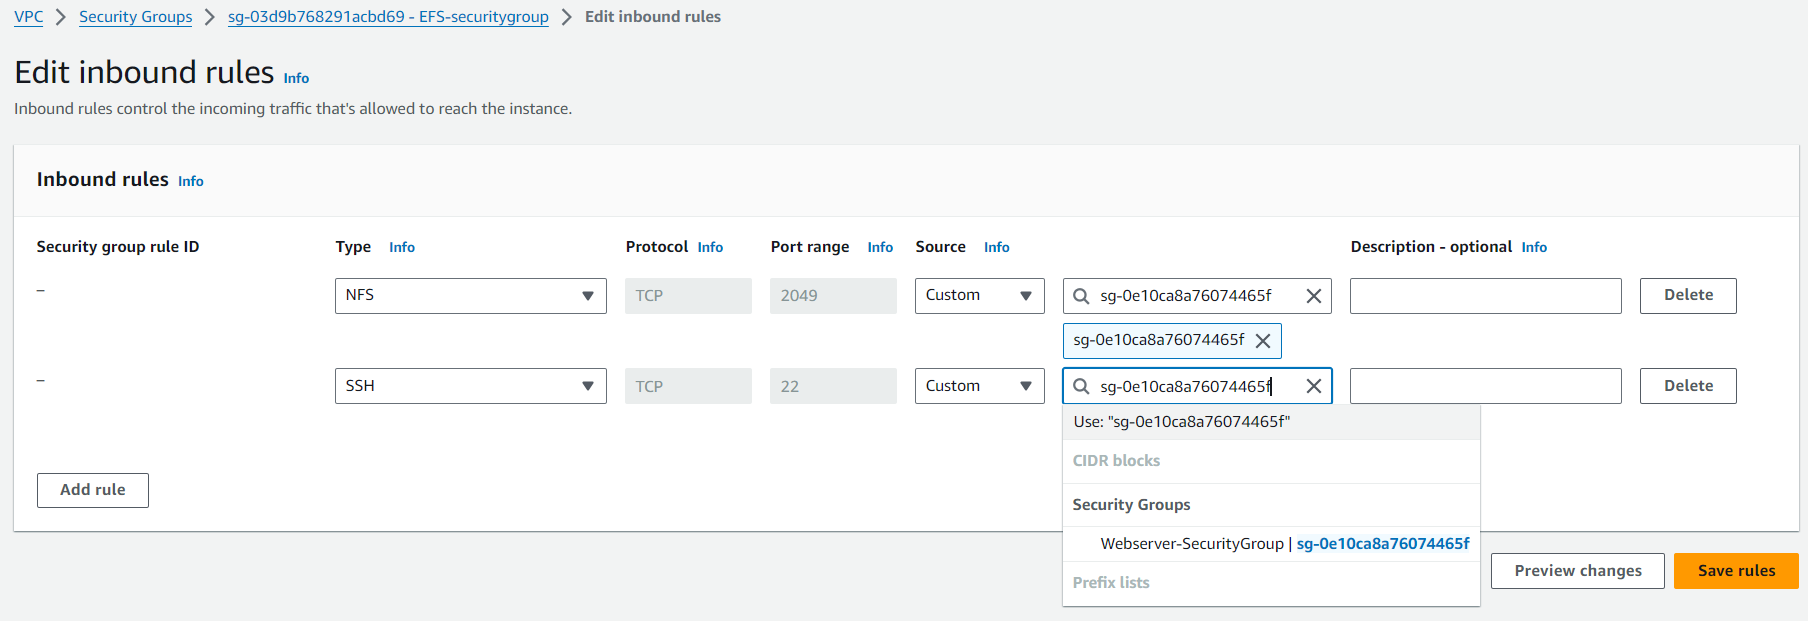 VPC > Security Groups > sg-03d9b768291acbd69 - EFS-securitygroup > Edit inbound rules
Edit inbound rules Info
Inbound rules control the incoming traffic that's allowed to reach the instance.
Inbound rules Info
Security group rule ID Type Info Protocol Info Port range Info Source Info Description - optional Info
– NFS TCP 2049 Custom sg-0e10ca8a76074465f Delete
sg-0e10ca8a76074465f
– SSH TCP 22 Custom sg-0e10ca8a76074465f Delete
Use: "sg-0e10ca8a76074465f"
CIDR blocks
Security Groups
Webserver-SecurityGroup | sg-0e10ca8a76074465f
Prefix lists
Add rule
Preview changes Save rules